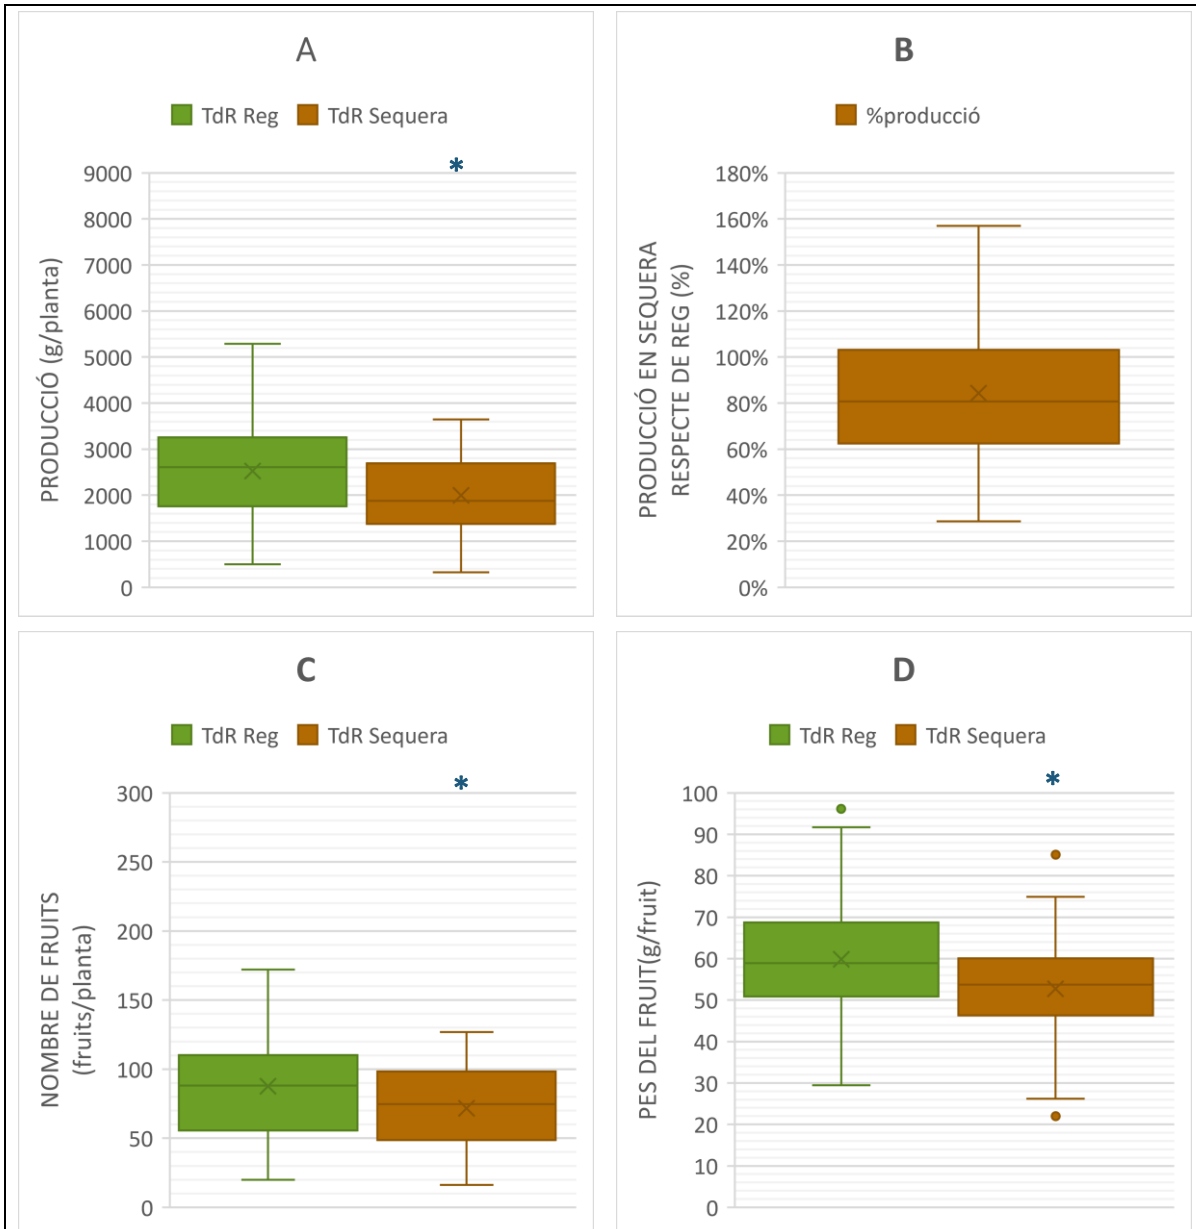 A
TdR Reg TdR Sequera
*
PRODUCCIÓ (g/planta)
9000
8000
7000
6000
5000
4000
3000
2000
1000
0
B
%producció
PRODUCCIÓ EN SEQUERA
RESPECTE DE REG (%)
180%
160%
140%
120%
100%
80%
60%
40%
20%
0%
C
TdR Reg TdR Sequera
*
NOMBRE DE FRUITS
(fruits/planta)
300
250
200
150
100
50
0
D
TdR Reg TdR Sequera
*
PES DEL FRUIT(g/fruit)
100
90
80
70
60
50
40
30
20
10
0